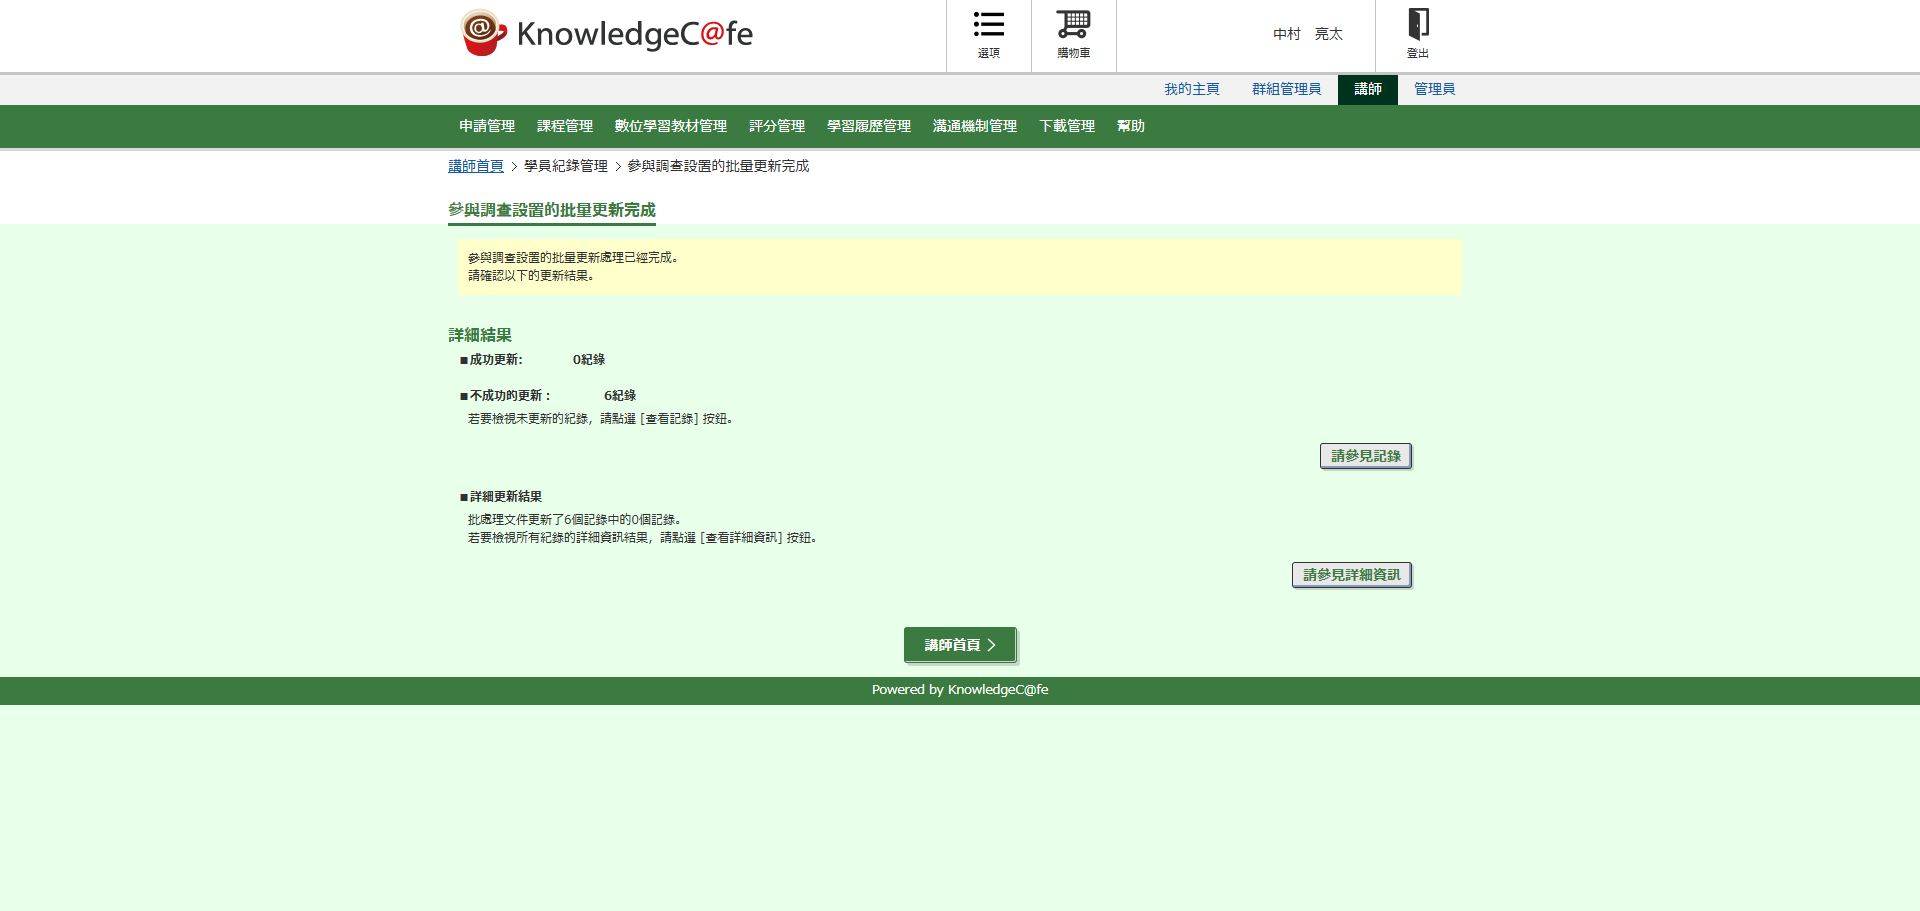 KnowledgeC@fe
選項
購物車
中村　亮太
登出
我的主頁 群組管理員 講師 管理員
申請管理 課程管理 數位學習教材管理 評分管理 學習履歷管理 溝通機制管理 下載管理 幫助
講師首頁 > 學員紀錄管理 > 參與調查設置的批量更新完成
參與調查設置的批量更新完成
參與調查設置的批量更新處理已經完成。
請確認以下的更新結果。
詳細結果
■成功更新: 0紀錄
■不成功的更新： 6紀錄
若要檢視未更新的紀錄，請點選 [查看記錄] 按鈕。
請參見記錄
■詳細更新結果
批處理文件更新了6個記錄中的0個記錄。
若要檢視所有紀錄的詳細資訊結果，請點選 [查看詳細資訊] 按鈕。
請參見詳細資訊
講師首頁
Powered by KnowledgeC@fe